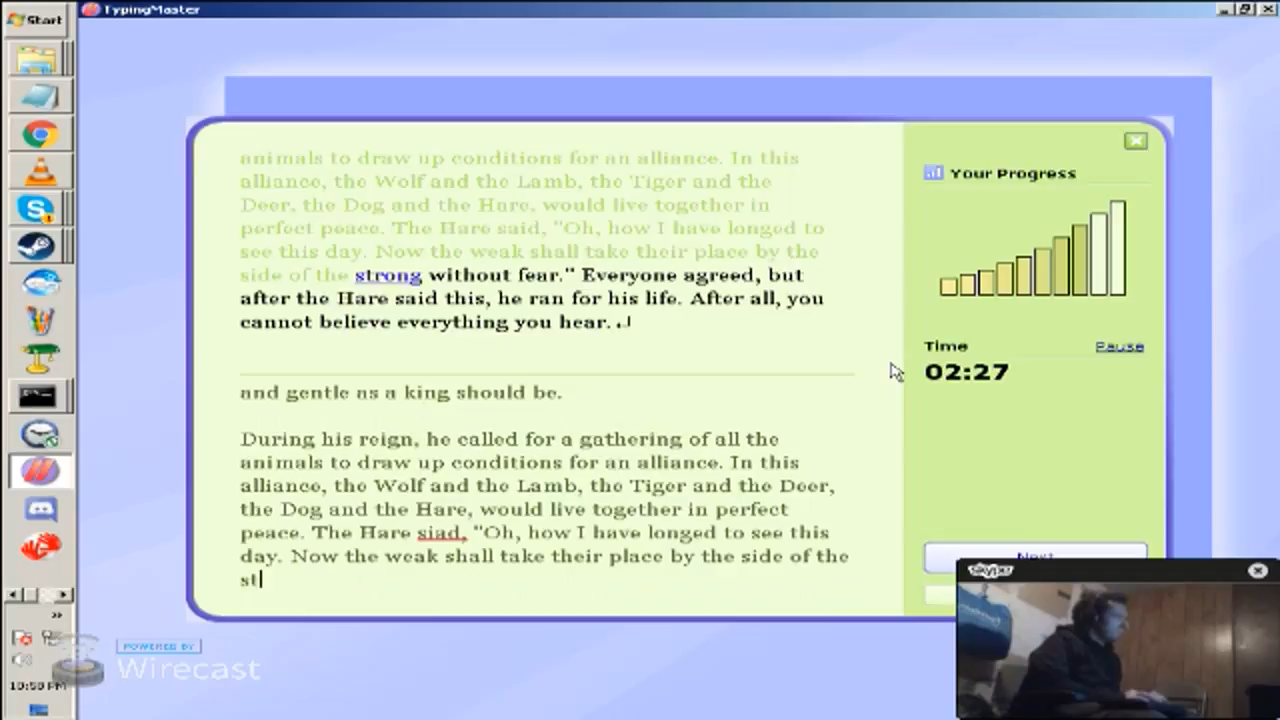 Start
TypingMaster
animals to draw up conditions for an alliance. In this
alliance, the Wolf and the Lamb, the Tiger and the
Deer, the Dog and the Hare, would live together in
perfect peace. The Hare said, "Oh, how I have longed to
see this day. Now the weak shall take their place by the
side of the strong without fear." Everyone agreed, but
after the Hare said this, he ran for his life. After all, you
cannot believe everything you hear.
and gentle as a king should be.
During his reign, he called for a gathering of all the
animals to draw up conditions for an alliance. In this
alliance, the Wolf and the Lamb, the Tiger and the Deer,
the Dog and the Hare, would live together in perfect
peace. The Hare siad, "Oh, how I have longed to see this
day. Now the weak shall take their place by the side of the
st
Your Progress
Time Pause
02:27
Next
skype
POWERED BY
Wirecast
10:50 PM